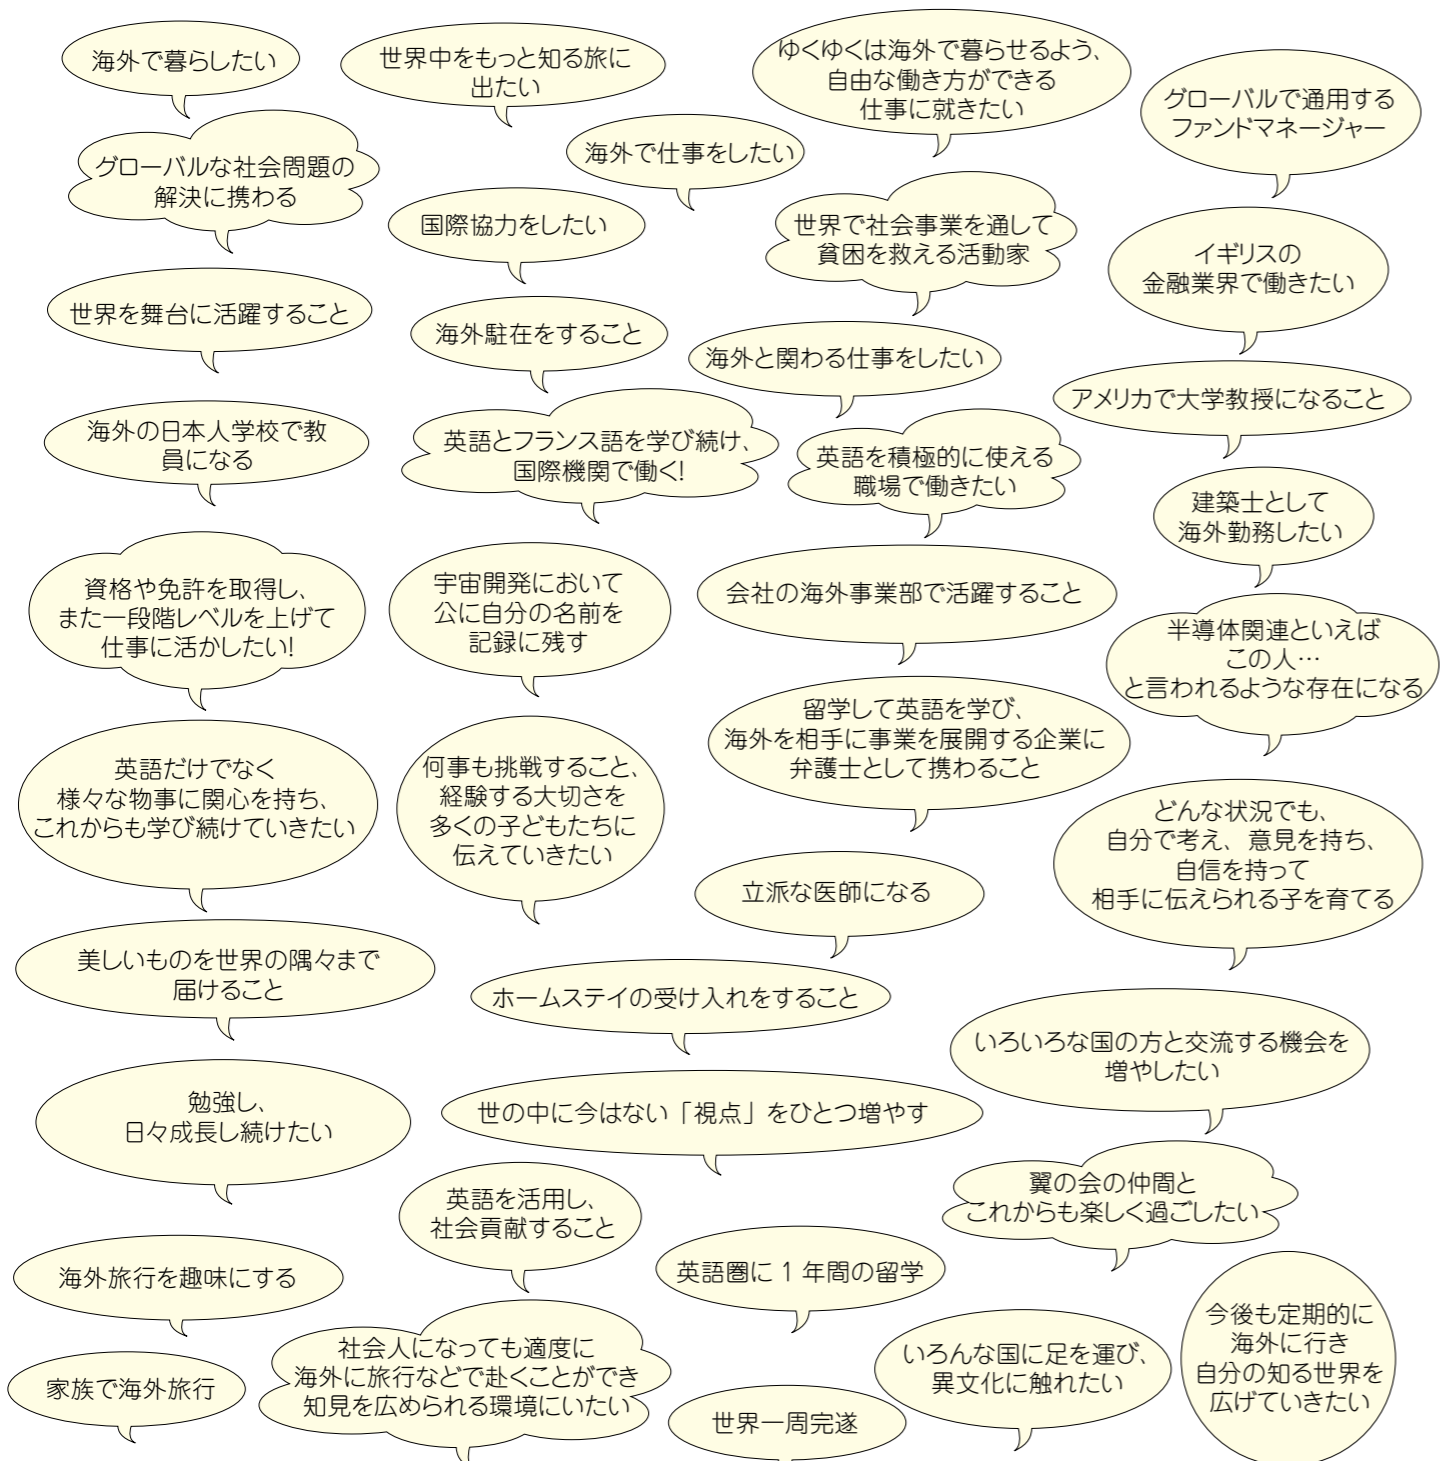 海外で暮らしたい
世界中をもっと知る旅に
出たい
ゆくゆくは海外で暮らせるよう、
自由な働き方ができる
仕事に就きたい
グローバルで通用する
ファンドマネージャー
グローバルな社会問題の
解決に携わる
海外で仕事をしたい
国際協力をしたい
世界で社会事業を通して
貧困を救える活動家
イギリスの
金融業界で働きたい
世界を舞台に活躍すること
海外駐在をすること
海外と関わる仕事をしたい
アメリカで大学教授になること
海外の日本人学校で教
員になる
英語とフランス語を学び続け、
国際機関で働く!
英語を積極的に使える
職場で働きたい
建築士として
海外勤務したい
資格や免許を取得し、
また一段階レベルを上げて
仕事に活かしたい!
宇宙開発において
公に自分の名前を
記録に残す
会社の海外事業部で活躍すること
半導体関連といえば
この人…
と言われるような存在になる
留学して英語を学び、
海外を相手に事業を展開する企業に
弁護士として携わること
英語だけでなく
様々な物事に関心を持ち、
これからも学び続けていきたい
何事も挑戦すること、
経験する大切さを
多くの子どもたちに
伝えていきたい
どんな状況でも、
自分で考え、意見を持ち、
自信を持って
相手に伝えられる子を育てる
立派な医師になる
美しいものを世界の隅々まで
届けること
ホームステイの受け入れをすること
いろいろな国の方と交流する機会を
増やしたい
勉強し、
日々成長し続けたい
世の中に今はない「視点」をひとつ増やす
翼の会の仲間と
これからも楽しく過ごしたい
英語を活用し、
社会貢献すること
海外旅行を趣味にする
英語圏に 1 年間の留学
今後も定期的に
海外に行き
自分の知る世界を
広げていきたい
社会人になっても適度に
海外に旅行などで赴くことができ
知見を広められる環境にいたい
いろんな国に足を運び、
異文化に触れたい
家族で海外旅行
世界一周完遂